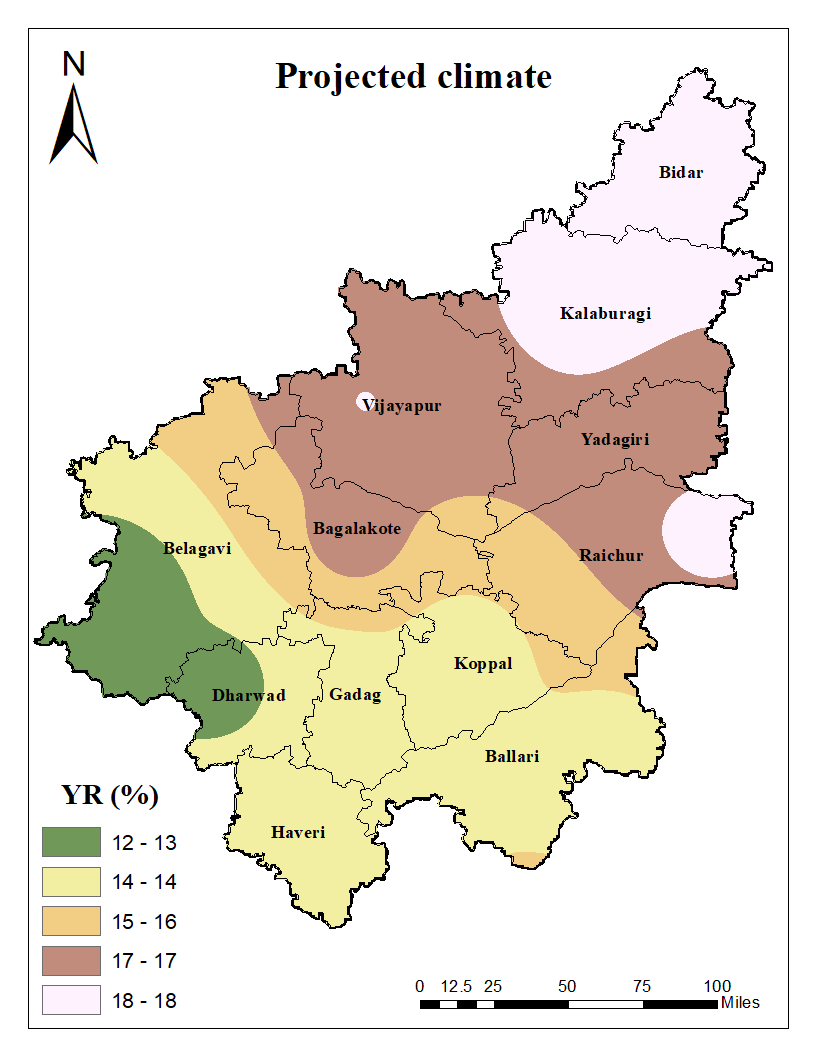 N
Projected climate
Bidar
Kalaburagi
Vijayapur
Yadagiri
Bagalakote
Belagavi
Raichur
Koppal
Dharwad
Gadag
Ballari
Haveri
YR (%)
12 - 13
14 - 14
15 - 16
17 - 17
18 - 18
0 12.5 25 50 75 100
Miles